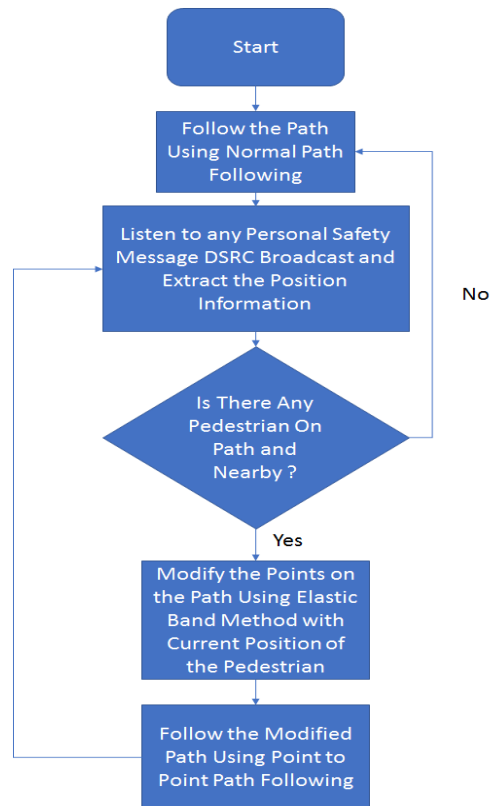 Start
Follow the Path
Using Normal Path
Following
Listen to any Personal Safety
Message DSRC Broadcast and
Extract the Position
Information
No
Is There Any
Pedestrian On
Path and
Nearby ?
Yes
Modify the Points on
the Path Using Elastic
Band Method with
Current Position of
the Pedestrian
Follow the Modified
Path Using Point to
Point Path Following